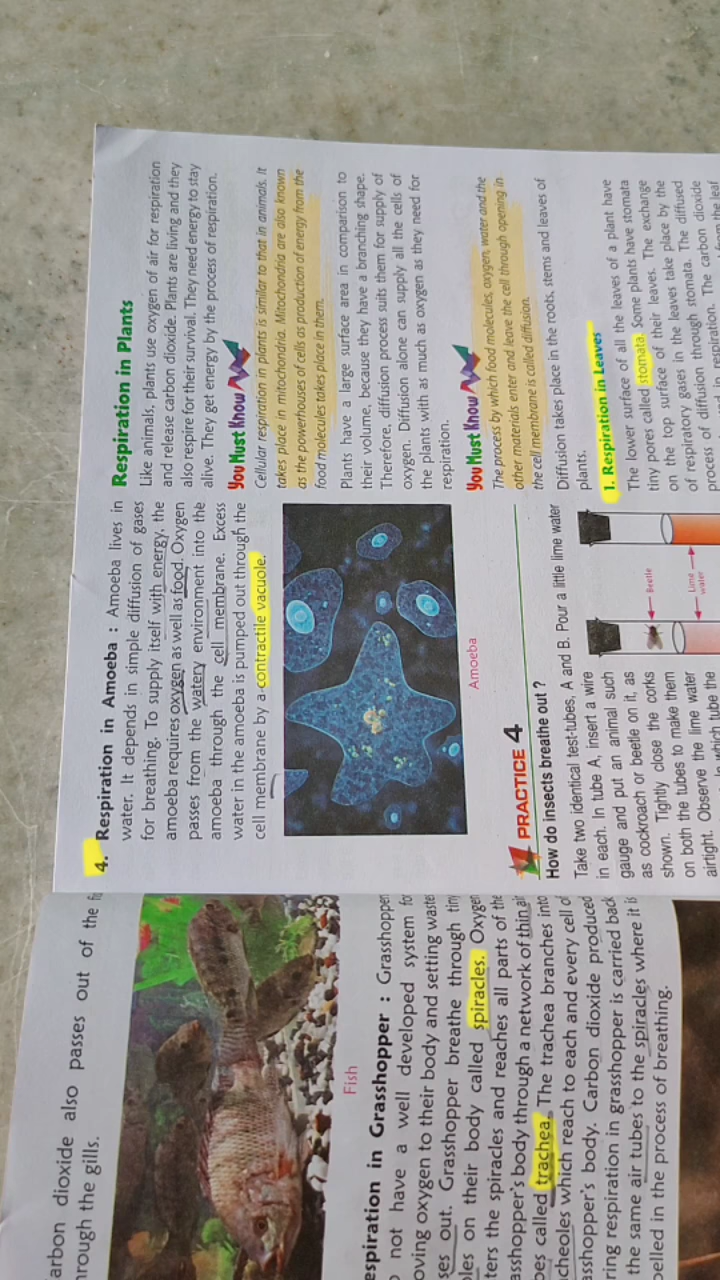 arbon dioxide also passes out of the
rough the gills.
Fish
espiration in Grasshopper : Grasshopper
not have a well developed system fo
oving oxygen to their body and setting waste
ses out. Grasshopper breathe through tiny
les on their body called spiracles. Oxygen
ters the spiracles and reaches all parts of the
asshopper's body through a network of thin air
bes called trachea. The trachea branches into
cheoles which reach to each and every cell of
asshopper's body. Carbon dioxide produced
ring respiration in grasshopper is carried back
the same air tubes to the spiracles where it is
pelled in the process of breathing.
4. Respiration in Amoeba : Amoeba lives in
water. It depends in simple diffusion of gases
for breathing. To supply itself with energy, the
amoeba requires oxygen as well as food. Oxygen
passes from the watery environment into the
amoeba through the cell membrane. Excess
water in the amoeba is pumped out through the
cell membrane by a contractile vacuole.
Amoeba
PRACTICE 4
How do insects breathe out ?
Take two identical test-tubes, A and B. Pour a little lime water
in each. In tube A, insert a wire
gauge and put an animal such
as cockroach or beetle on it, as
shown. Tightly close the corks
on both the tubes to make them
airtight. Observe the lime water
in which tube the
Beetle
Lime
water
Respiration in Plants
Like animals, plants use oxygen of air for respiration
and release carbon dioxide. Plants are living and they
also respire for their survival. They need energy to stay
alive. They get energy by the process of respiration.
You Must Know
Cellular respiration in plants is similar to that in animals. It
takes place in mitochondria. Mitochondria are also known
as the powerhouses of cells as production of energy from the
food molecules takes place in them.
Plants have a large surface area in comparison to
their volume, because they have a branching shape.
Therefore, diffusion process suits them for supply of
oxygen. Diffusion alone can supply all the cells of
the plants with as much as oxygen as they need for
respiration.
You Must Know
The process by which food molecules, oxygen, water and the
other materials enter and leave the cell through opening in
the cell membrane is called diffusion.
Diffusion takes place in the roots, stems and leaves of
plants.
1. Respiration in Leaves
The lower surface of all the leaves of a plant have
tiny pores called stomata. Some plants have stomata
on the top surface of their leaves. The exchange
of respiratory gases in the leaves take place by the
process of diffusion through stomata. The diffused
respiration. The carbon dioxide
from the leaf